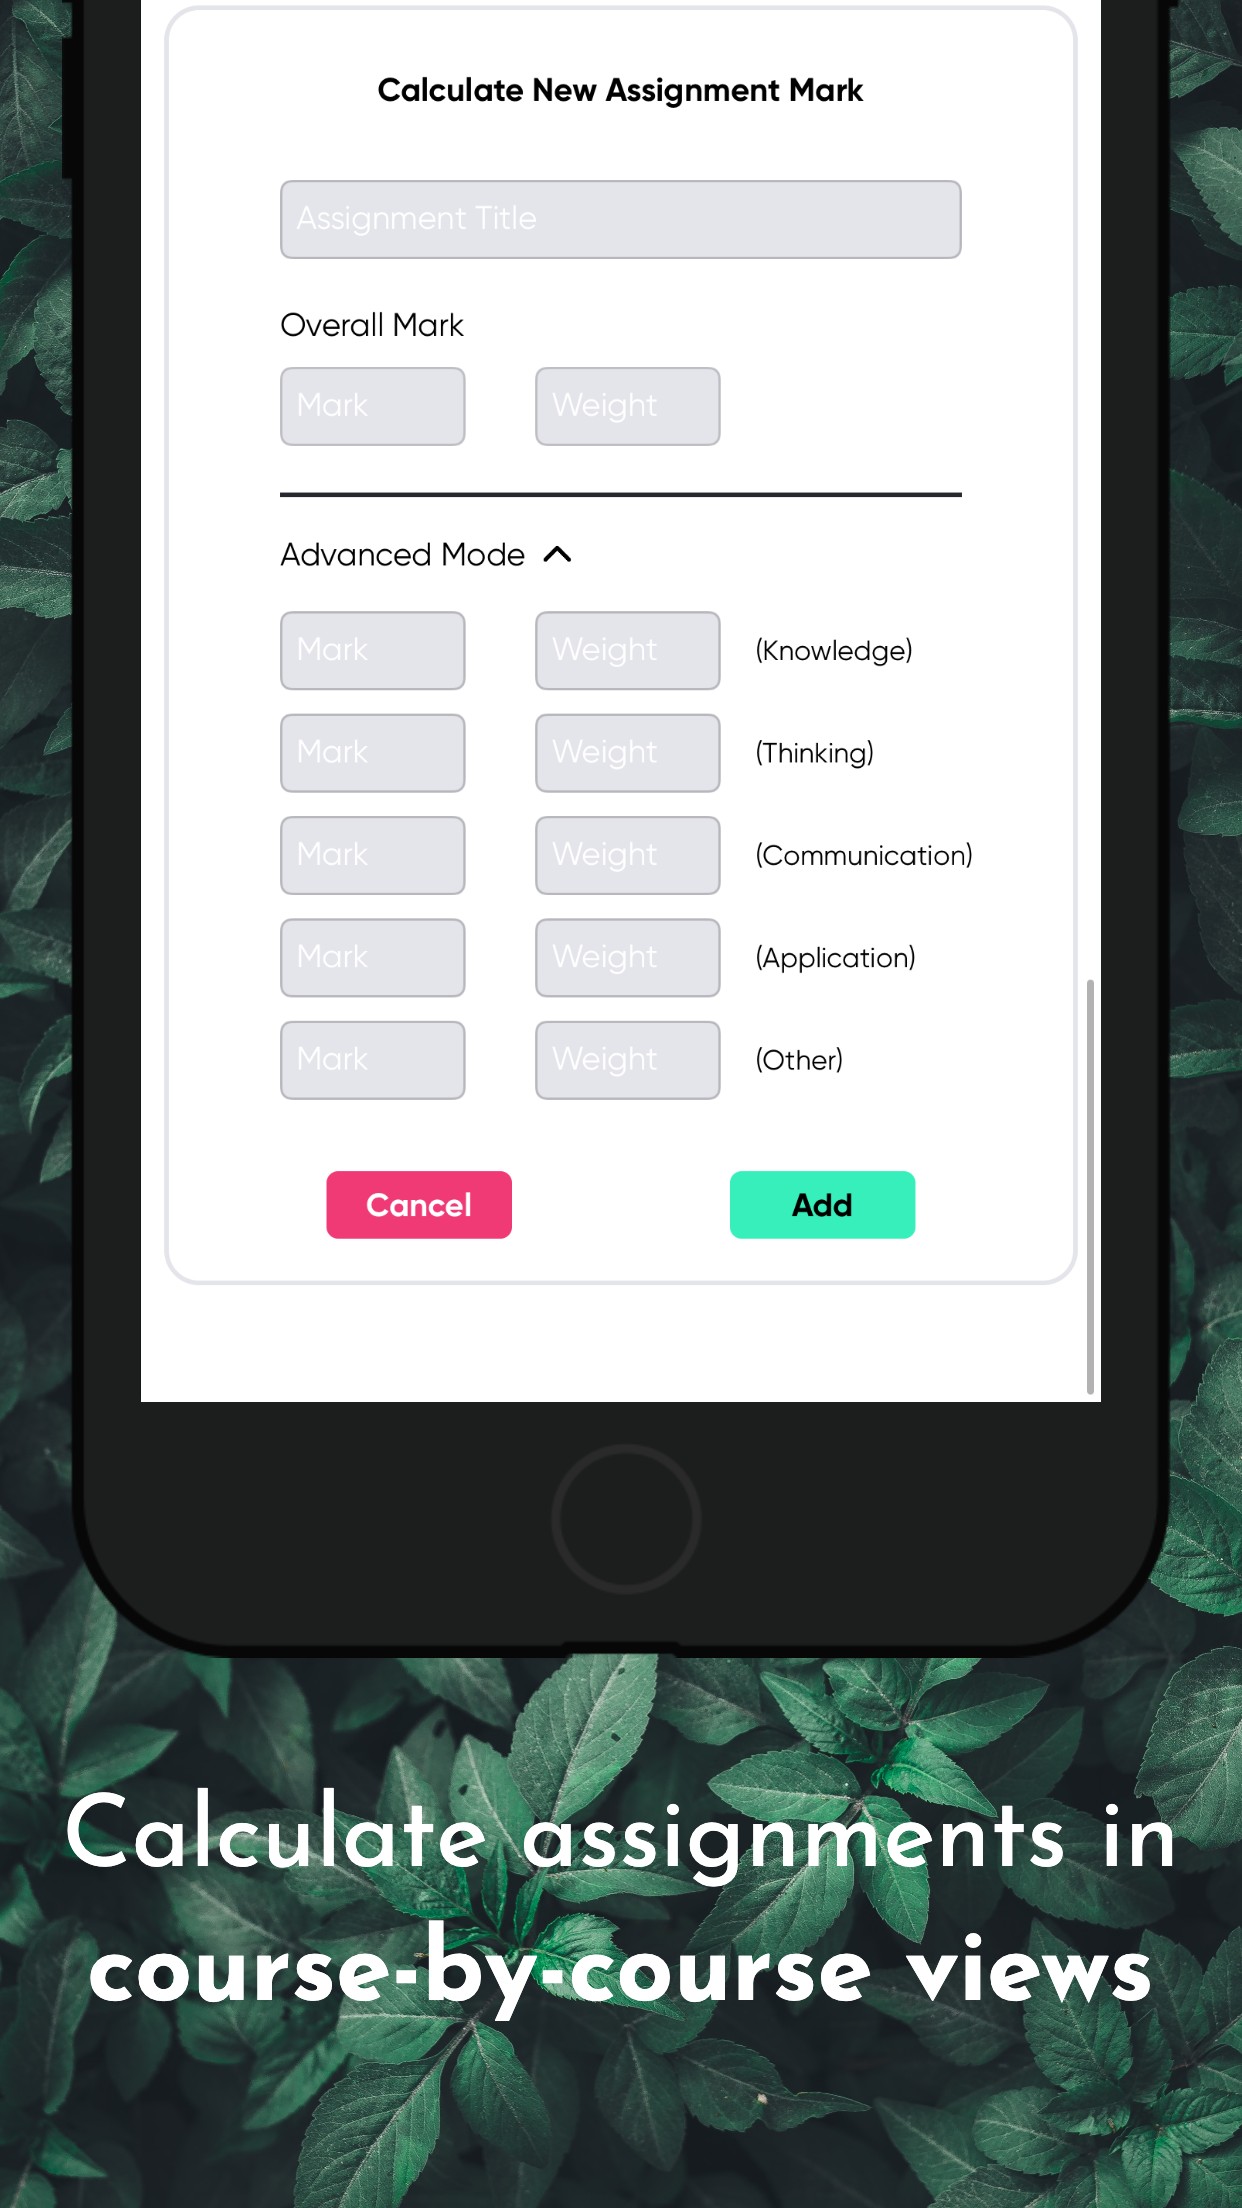 Calculate New Assignment Mark
Assignment Title
Overall Mark
Mark Weight
Advanced Mode
Mark Weight (Knowledge)
Mark Weight (Thinking)
Mark Weight (Communication)
Mark Weight (Application)
Mark Weight (Other)
Cancel Add
Calculate assignments in
course-by-course views